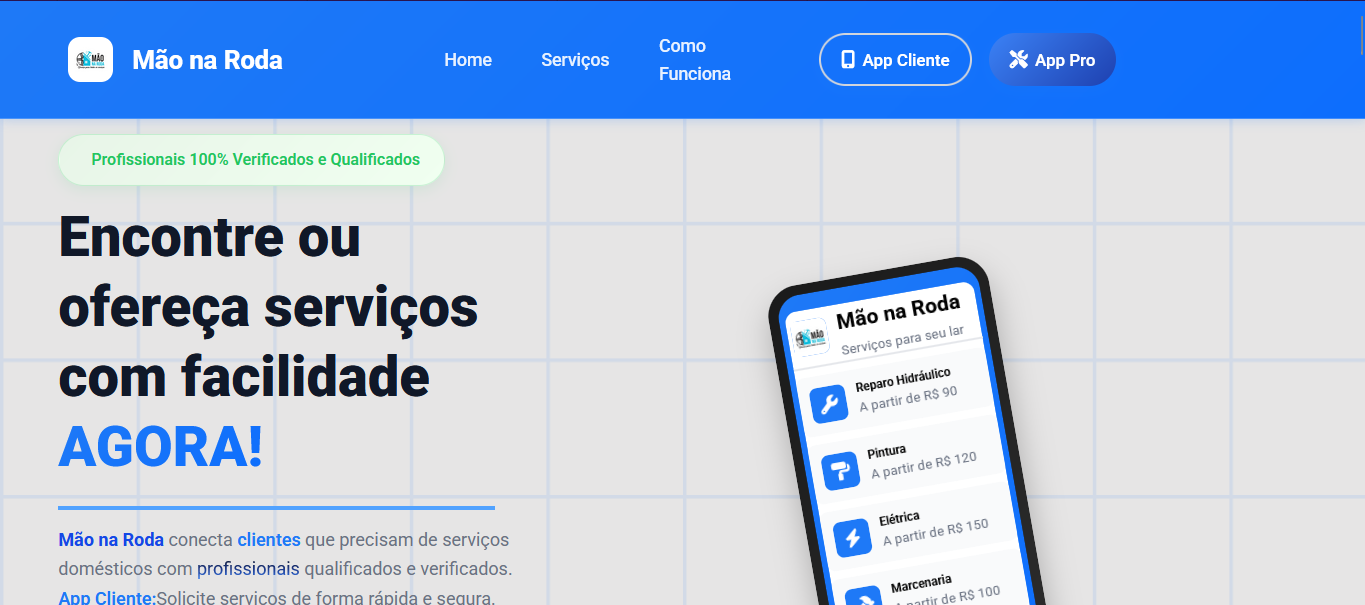 MÃO
Mão na Roda
Home
Serviços
Como
Funciona
App Cliente
App Pro
Profissionais 100% Verificados e Qualificados
Encontre ou
ofereça serviços
com facilidade
AGORA!
Mão na Roda conecta clientes que precisam de serviços
domésticos com profissionais qualificados e verificados.
App Cliente:Solicite serviços de forma rápida e segura.
MÃO
Mão na Roda
Serviços para seu lar
Reparo Hidráulico
A partir de R$ 90
Pintura
A partir de R$ 120
Elétrica
A partir de R$ 150
Marcenaria
A partir de R$ 100